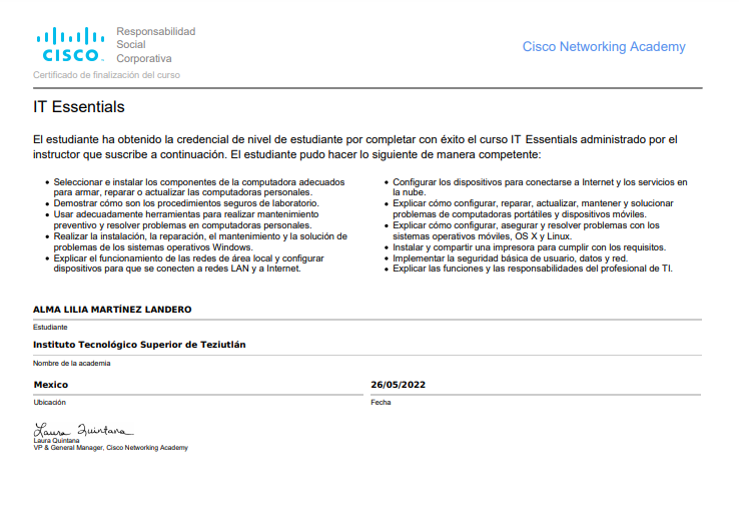 CISCO
Responsabilidad
Social
Corporativa
Cisco Networking Academy
Certificado de finalización del curso
IT Essentials
El estudiante ha obtenido la credencial de nivel de estudiante por completar con éxito el curso IT Essentials administrado por el
instructor que suscribe a continuación. El estudiante pudo hacer lo siguiente de manera competente:
• Seleccionar e instalar los componentes de la computadora adecuados
para armar, reparar o actualizar las computadoras personales.
• Demostrar cómo son los procedimientos seguros de laboratorio.
• Usar adecuadamente herramientas para realizar mantenimiento
preventivo y resolver problemas en computadoras personales.
• Realizar la instalación, la reparación, el mantenimiento y la solución de
problemas de los sistemas operativos Windows.
• Explicar el funcionamiento de las redes de área local y configurar
dispositivos para que se conecten a redes LAN y a Internet.
• Configurar los dispositivos para conectarse a Internet y los servicios en
la nube.
• Explicar cómo configurar, reparar, actualizar, mantener y solucionar
problemas de computadoras portátiles y dispositivos móviles.
• Explicar cómo configurar, asegurar y resolver problemas con los
sistemas operativos móviles, OS X y Linux.
• Instalar y compartir una impresora para cumplir con los requisitos.
• Implementar la seguridad básica de usuario, datos y red.
• Explicar las funciones y las responsabilidades del profesional de TI.
ALMA LILIA MARTÍNEZ LANDERO
Estudiante
Instituto Tecnológico Superior de Teziutlán
Nombre de la academia
Mexico
Ubicación
26/05/2022
Fecha
Laura Quintana
Laura Quintana
VP & General Manager, Cisco Networking Academy